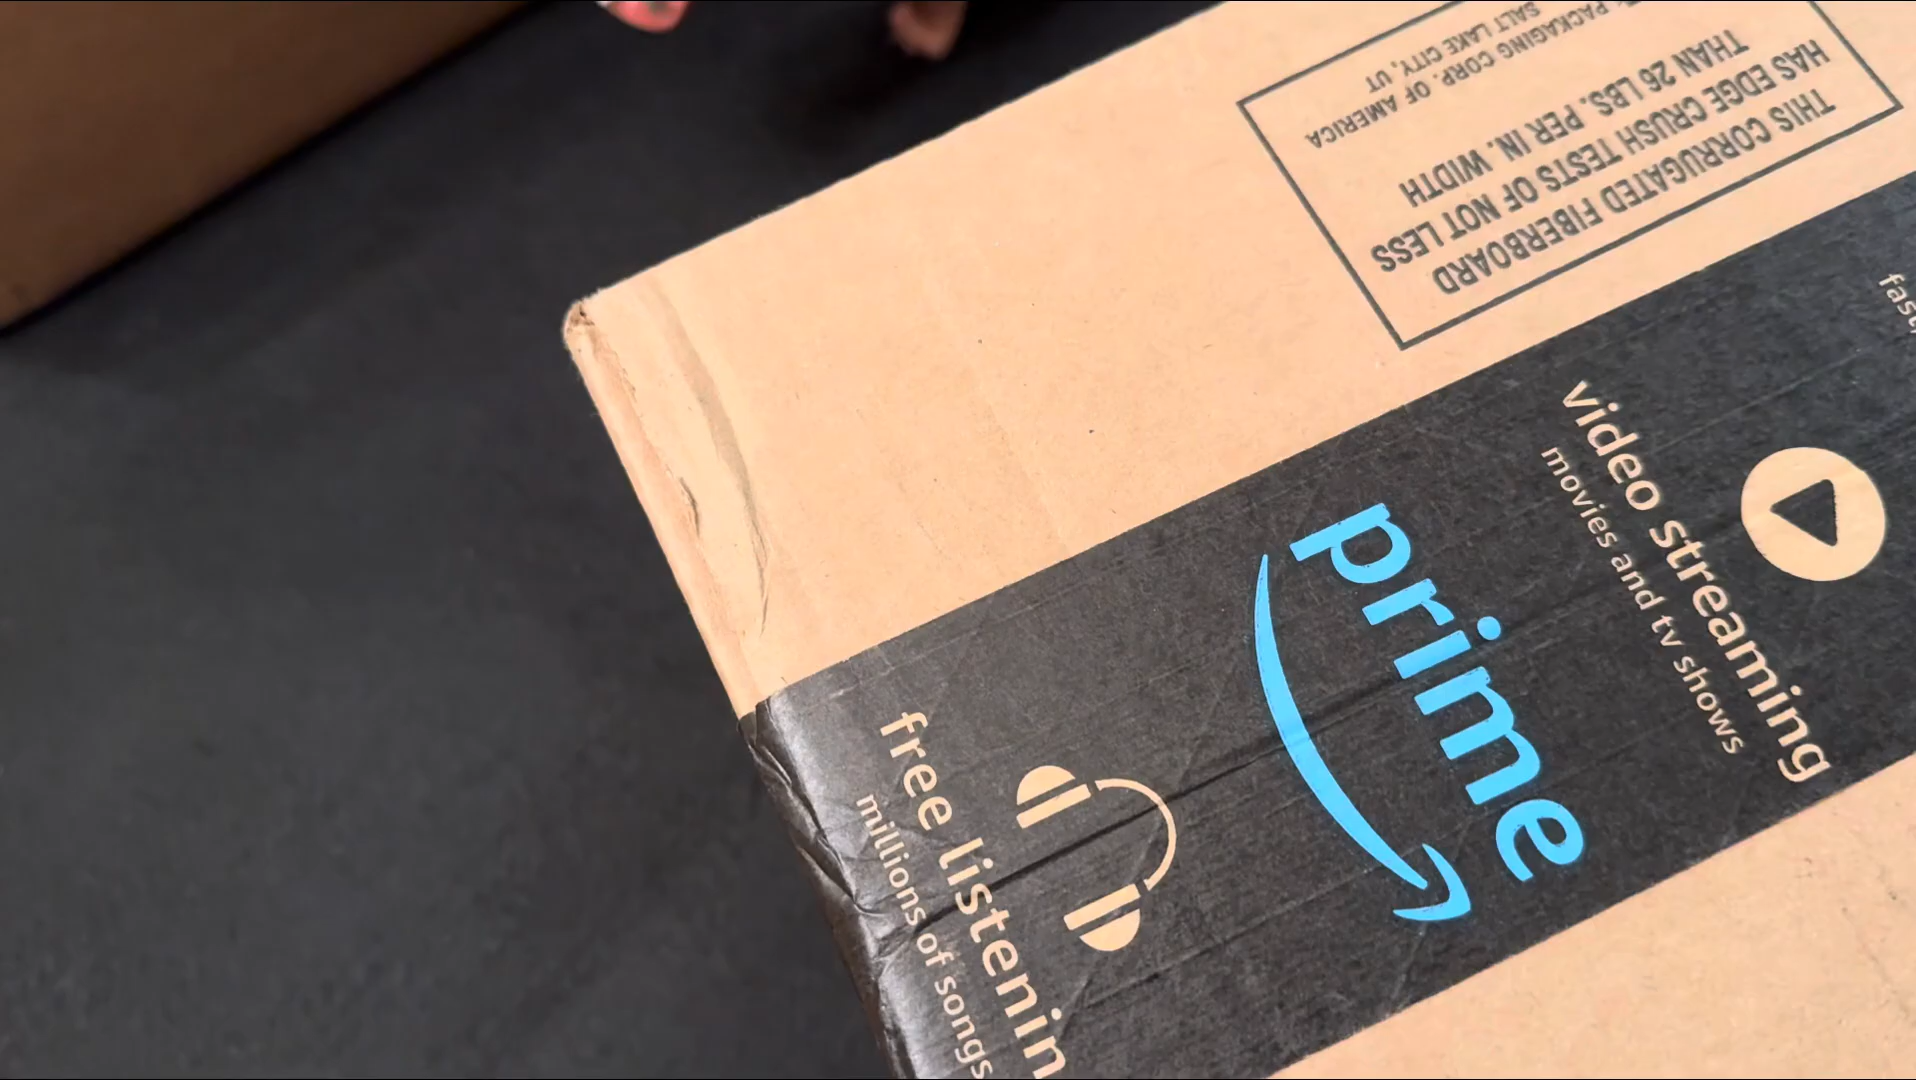 THIS CORRUGATED FIBERBOARD
HAS EDGE CRUSH TESTS OF NOT LESS
THAN 26 LBS. PER IN. WIDTH
PACKAGING CORP. OF AMERICA
SALT LAKE CITY, UT
video streaming
movies and tv shows
prime
free listenin
millions of songs